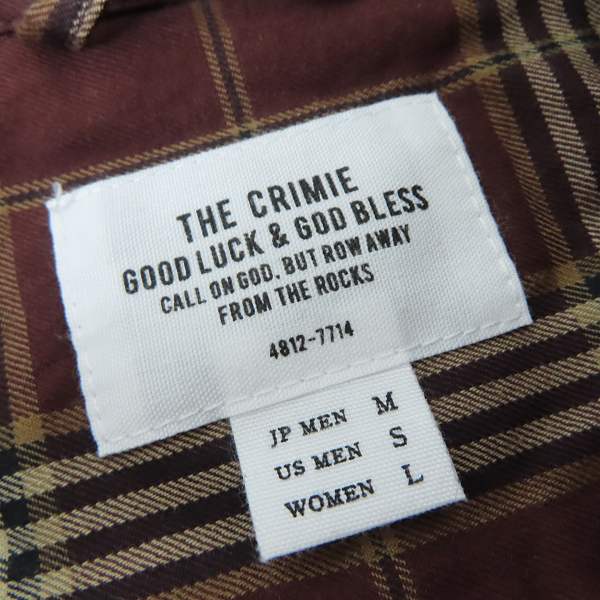 THE CRIMIE
GOOD LUCK & GOD BLESS
CALL ON GOD. BUT ROW AWAY
FROM THE ROCKS
4812-7714
JP MEN M
US MEN S
WOMEN L